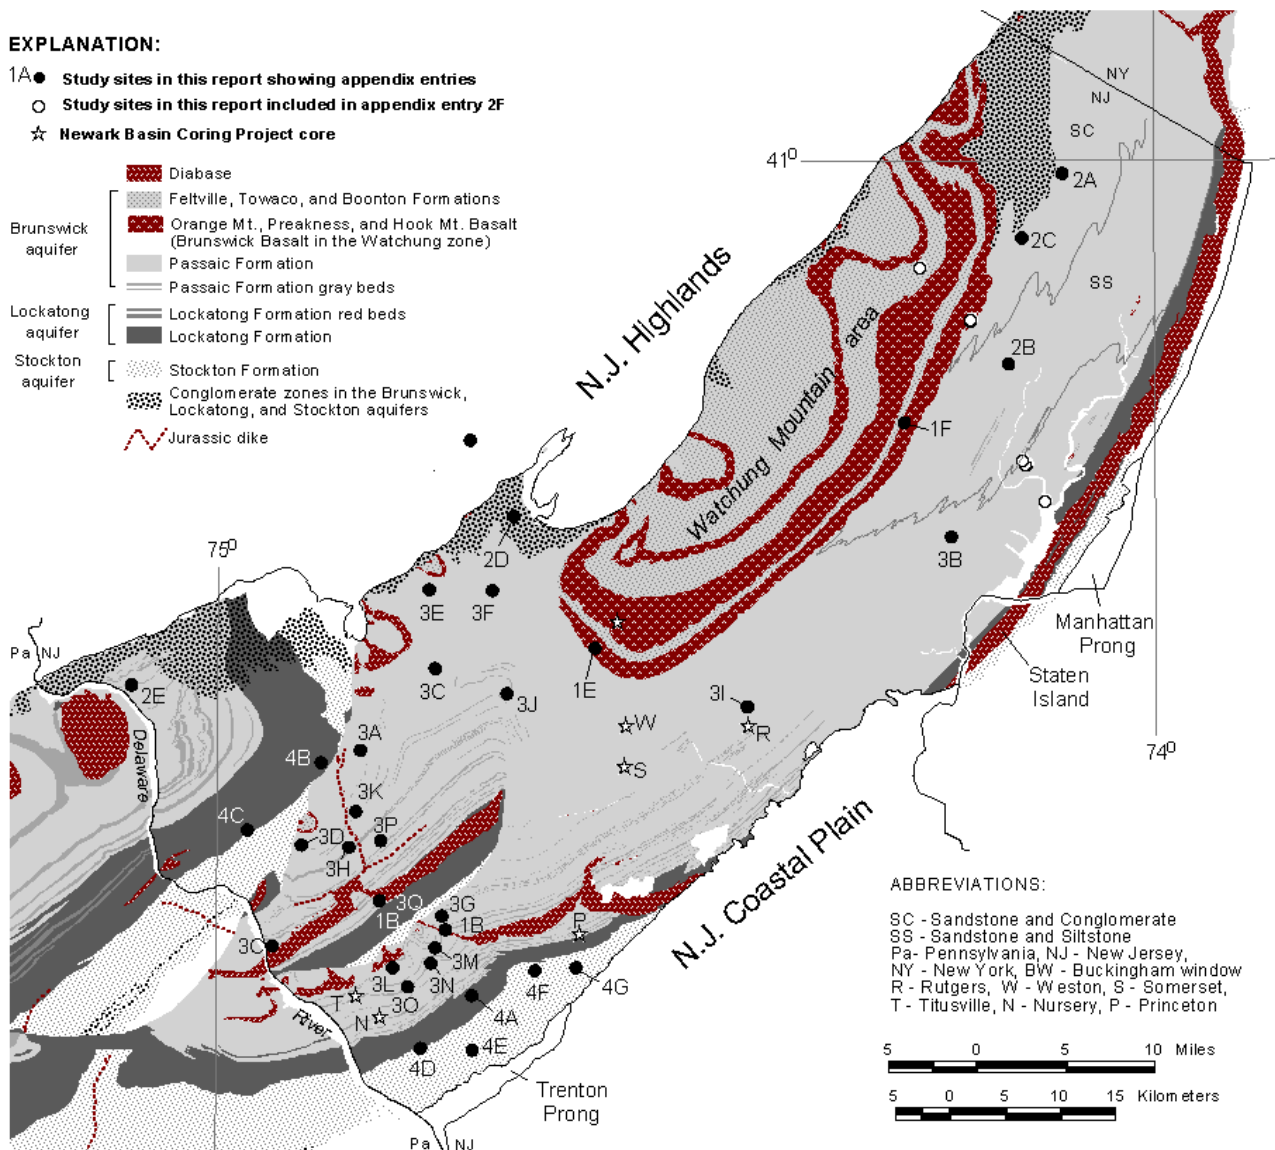 EXPLANATION:
1A Study sites in this report showing appendix entries
Study sites in this report included in appendix entry 2F
Newark Basin Coring Project core
Diabase
Feltville, Towaco, and Boonton Formations
Brunswick
aquifer
Orange Mt., Preakness, and Hook Mt. Basalt
(Brunswick Basalt in the Watchung zone)
Passaic Formation
Passaic Formation gray beds
Lockatong
aquifer
Lockatong Formation red beds
Lockatong Formation
Stockton
aquifer
Stockton Formation
Conglomerate zones in the Brunswick,
Lockatong, and Stockton aquifers
Jurassic dike
NY
NJ
SC
41⁰
2A
2C
SS
N.J. Highlands
area
2B
Watchung Mountain
1F
2D
3B
75⁰
3E
3F
Manhattan
Prong
Pa
NJ
3C
1E
Staten
Island
2E
3J
3I
W
R
74⁰
Delaware
3A
4B
S
3K
4C
3D
3P
3H
N.J. Coastal Plain
3Q
1B
3G
1B
P
3C
3M
3L
3N
4F
4G
T
3O
4A
N
River
4D
4E
Trenton
Prong
Pa
NJ
ABBREVIATIONS:
SC - Sandstone and Conglomerate
SS - Sandstone and Siltstone
Pa- Pennsylvania, NJ - New Jersey,
NY - New York, BW - Buckingham window
R - Rutgers, W - Weston, S - Somerset,
T - Titusville, N - Nursery, P - Princeton
5 0 5 10 Miles
5 0 5 10 15 Kilometers